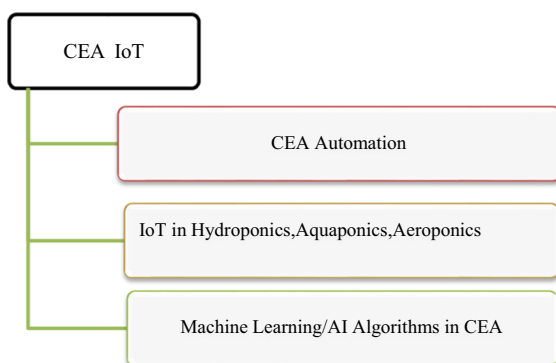 CEA IoT
CEA Automation
IoT in Hydroponics,Aquaponics,Aeroponics
Machine Learning/AI Algorithms in CEA